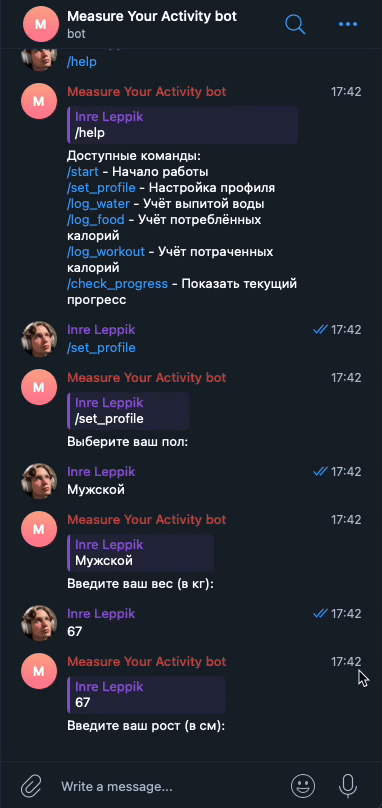 Measure Your Activity bot
bot
M
Inre Leppik
/help
Measure Your Activity bot 17:42
M
Inre Leppik
/help
Доступные команды:
/start - Начало работы
/set_profile - Настройка профиля
/log_water - Учёт выпитой воды
/log_food - Учёт потреблённых
калорий
/log_workout - Учёт потраченных
калорий
/check_progress - Показать текущий
прогресс
Inre Leppik 17:42
/set_profile
Measure Your Activity bot 17:42
M
Inre Leppik
/set_profile
Выберите ваш пол:
Inre Leppik 17:42
Мужской
Measure Your Activity bot 17:42
M
Inre Leppik
Мужской
Введите ваш вес (в кг):
Inre Leppik 17:42
67
Measure Your Activity bot 17:42
M
Inre Leppik
67
Введите ваш рост (в см):
Write a message...